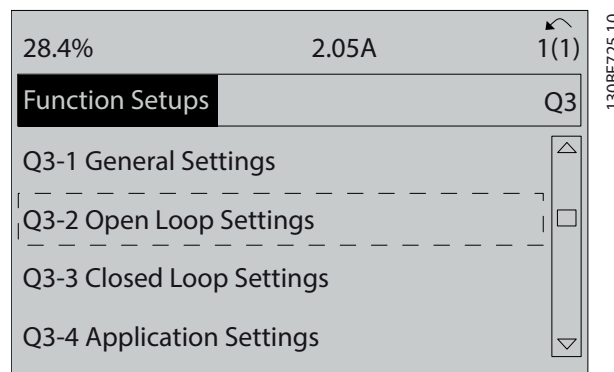 28.4% 2.05A 1(1)
Function Setups Q3
Q3-1 General Settings
Q3-2 Open Loop Settings
Q3-3 Closed Loop Settings
Q3-4 Application Settings
130BF725.10